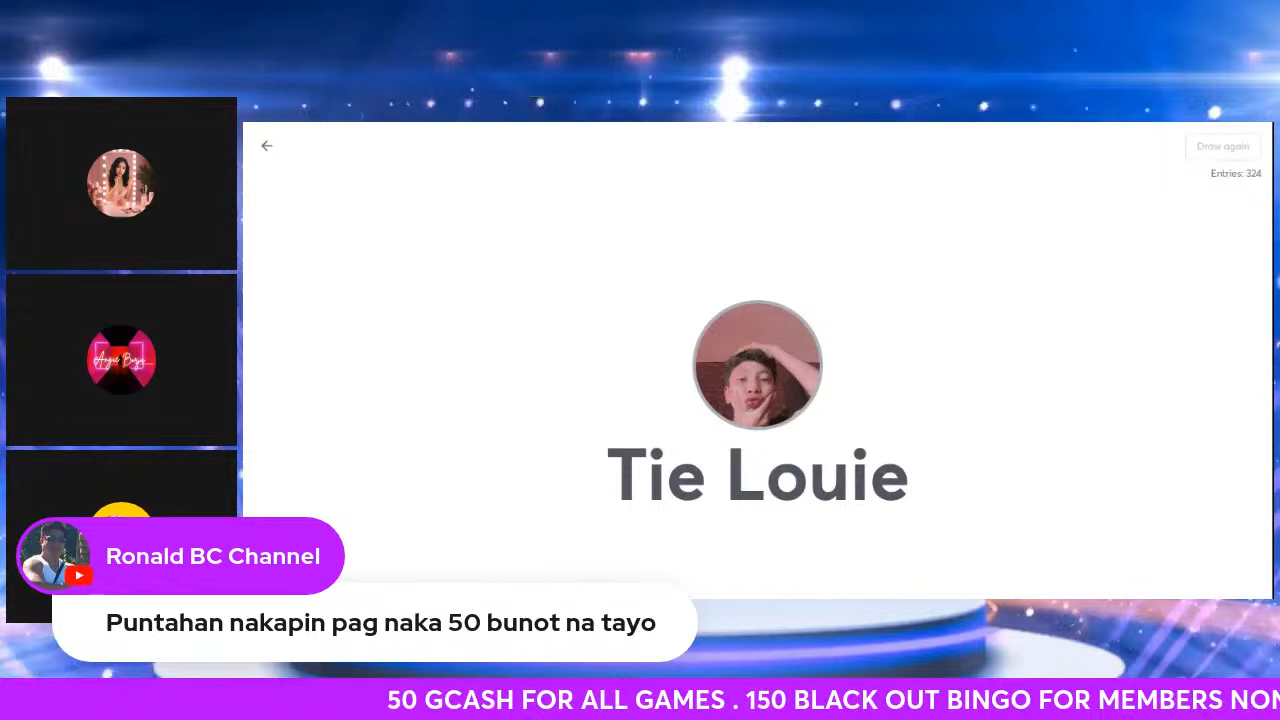 Draw again
Entries: 324
Tie Louie
Ronald BC Channel
Puntahan nakapin pag naka 50 bunot na tayo
50 GCASH FOR ALL GAMES . 150 BLACK OUT BINGO FOR MEMBERS NON